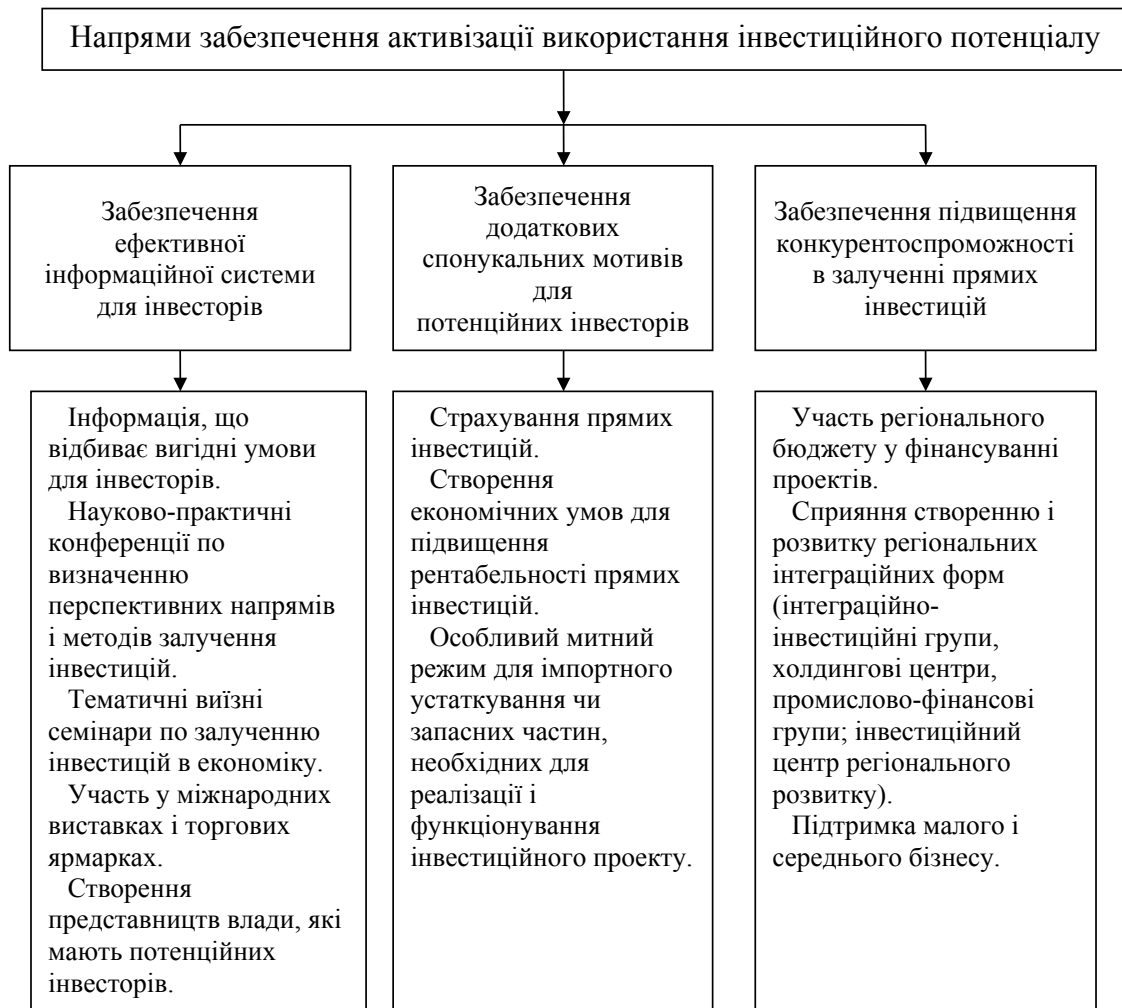 Напрями забезпечення активізації використання інвестиційного потенціалу
Забезпечення
ефективної
інформаційної системи
для інвесторів
Забезпечення
додаткових
спонукальних мотивів
для
потенційних інвесторів
Забезпечення підвищення
конкурентоспроможності
в залученні прямих
інвестицій
Інформація, що
відбиває вигідні умови
для інвесторів.
Науково-практичні
конференції по
визначенню
перспективних напрямів
і методів залучення
інвестицій.
Тематичні виїзні
семінари по залученню
інвестицій в економіку.
Участь у міжнародних
виставках і торгових
ярмарках.
Створення
представництв влади, які
мають потенційних
інвесторів.
Страхування прямих
інвестицій.
Створення
економічних умов для
підвищення
рентабельності прямих
інвестицій.
Особливий митний
режим для імпортного
устаткування чи
запасних частин,
необхідних для
реалізації і
функціонування
інвестиційного проекту.
Участь регіонального
бюджету у фінансуванні
проектів.
Сприяння створенню і
розвитку регіональних
інтеграційних форм
(інтеграційно-
інвестиційні групи,
холдингові центри,
промислово-фінансові
групи; інвестиційний
центр регіонального
розвитку).
Підтримка малого і
середнього бізнесу.